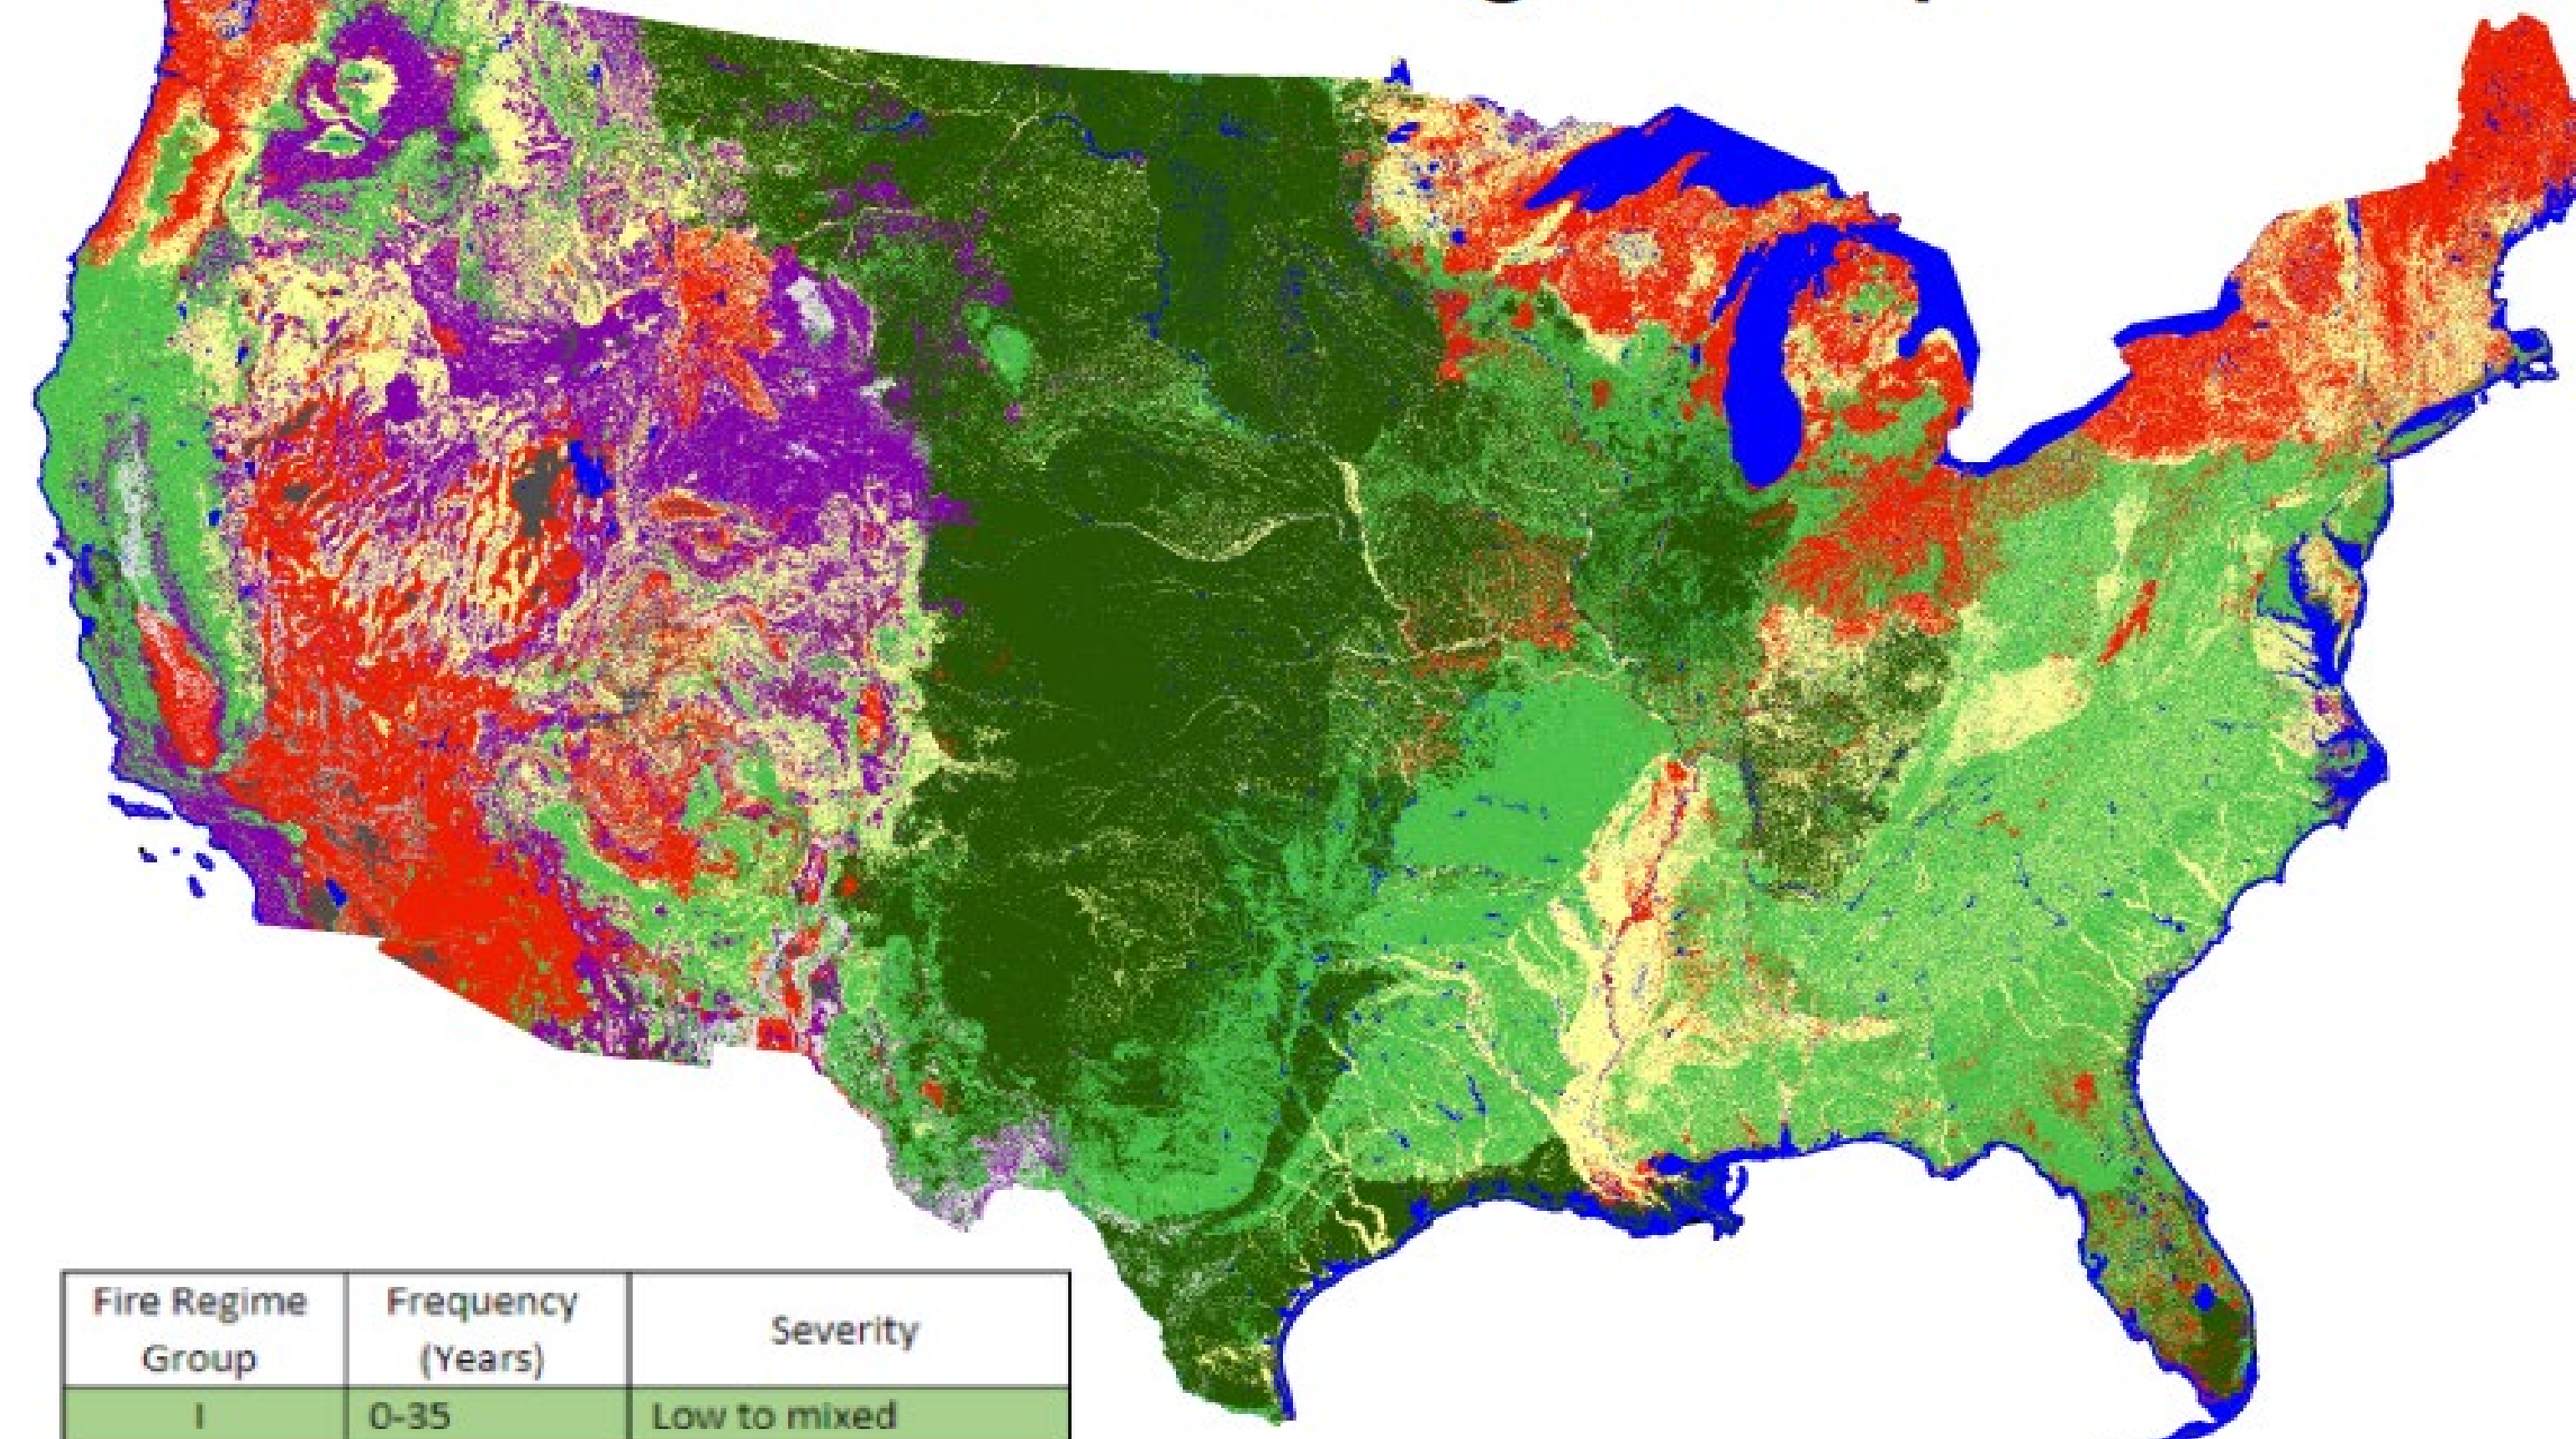 Fire Regime Group
Frequency (Years)
Severity
I
0-35
Low to mixed